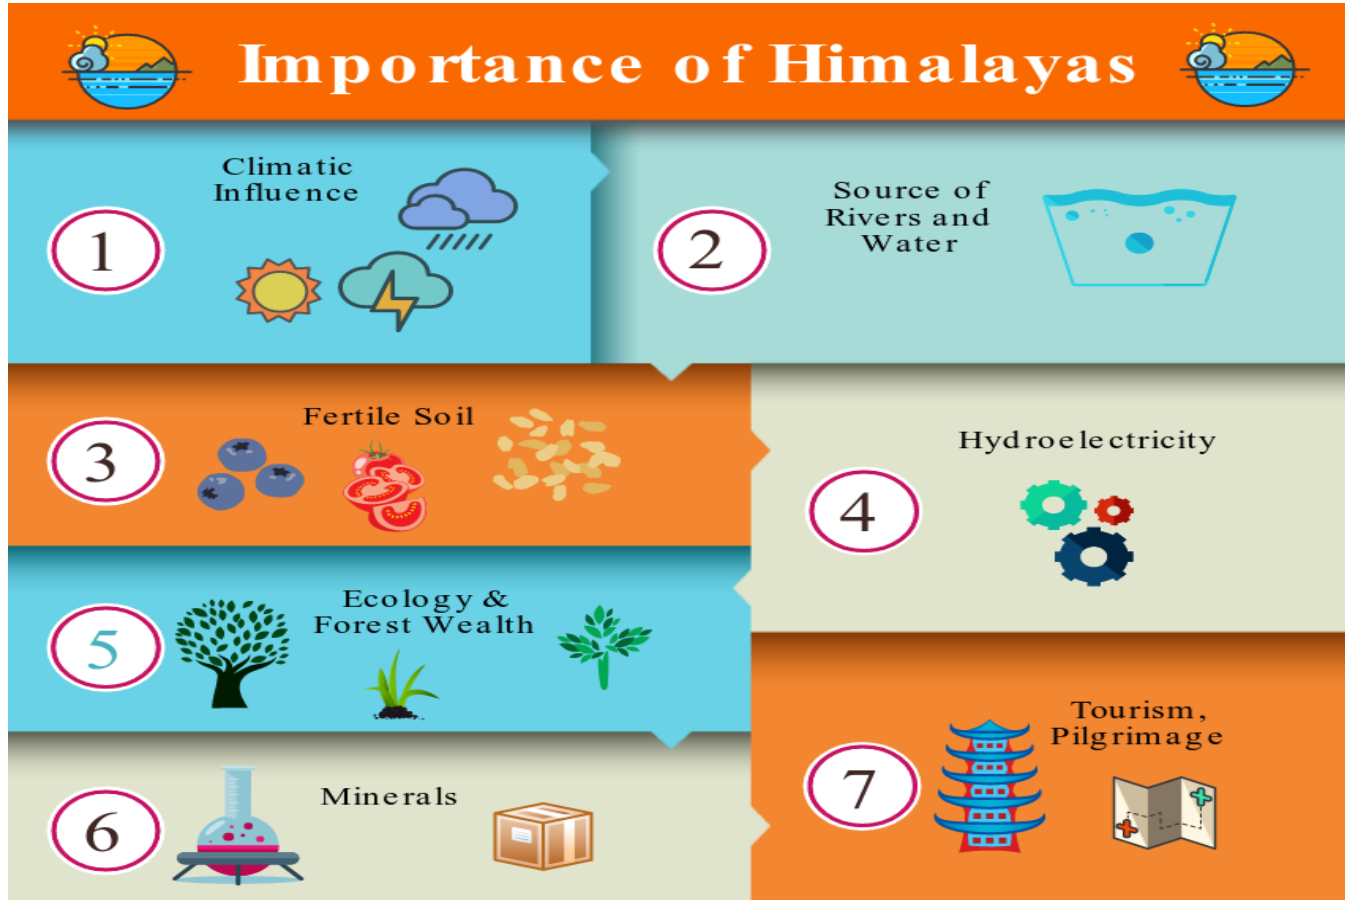 Importance of Himalayas
1
Climatic
Influence
2
Source of
Rivers and
Water
3
Fertile Soil
4
Hydroelectricity
5
Ecology &
Forest Wealth
6
Minerals
7
Tourism,
Pilgrimage